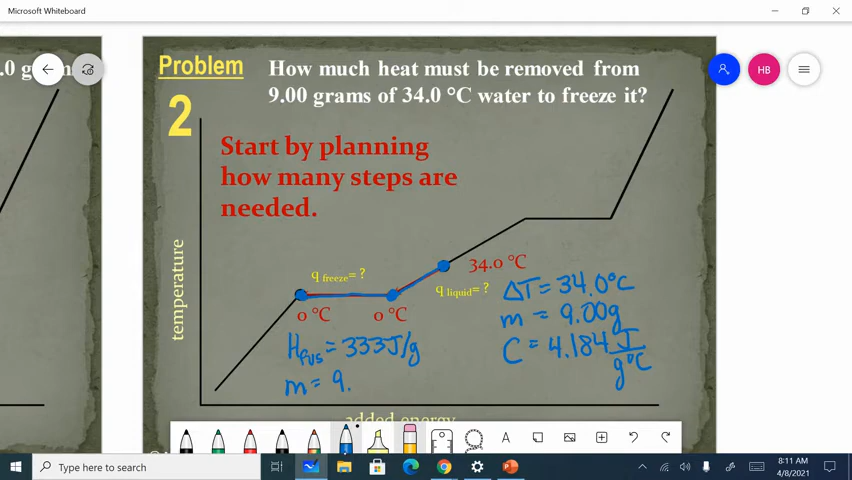 Microsoft Whiteboard
.0 g
HB
Problem
2
How much heat must be removed from
9.00 grams of 34.0 °C water to freeze it?
Start by planning
how many steps are
needed.
temperature
q freeze= ?
34.0 °C
q liquid= ?
0 °C
0 °C
ΔT = 34.0°C
m = 9.00g
C = 4.184 J
g°C
Hfus = 333J/g
m = 9.
added energy
A
Type here to search
8:11 AM
4/8/2021